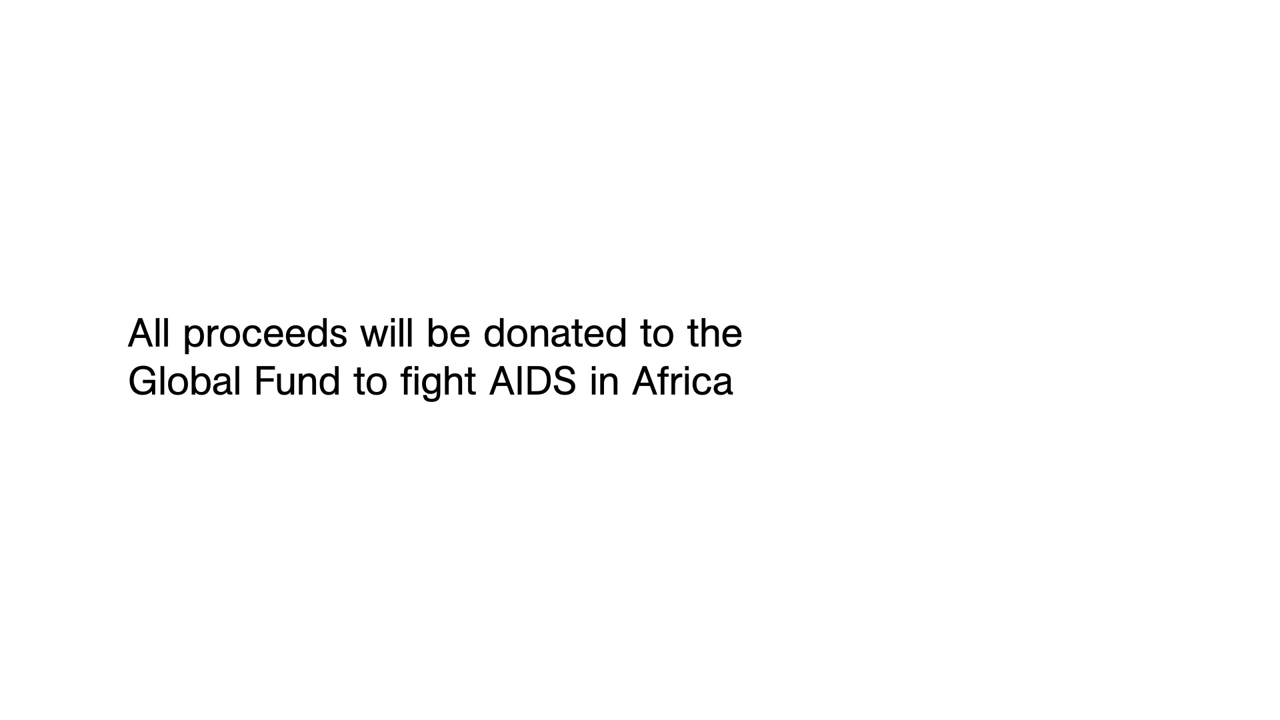 All proceeds will be donated to the
Global Fund to fight AIDS in Africa